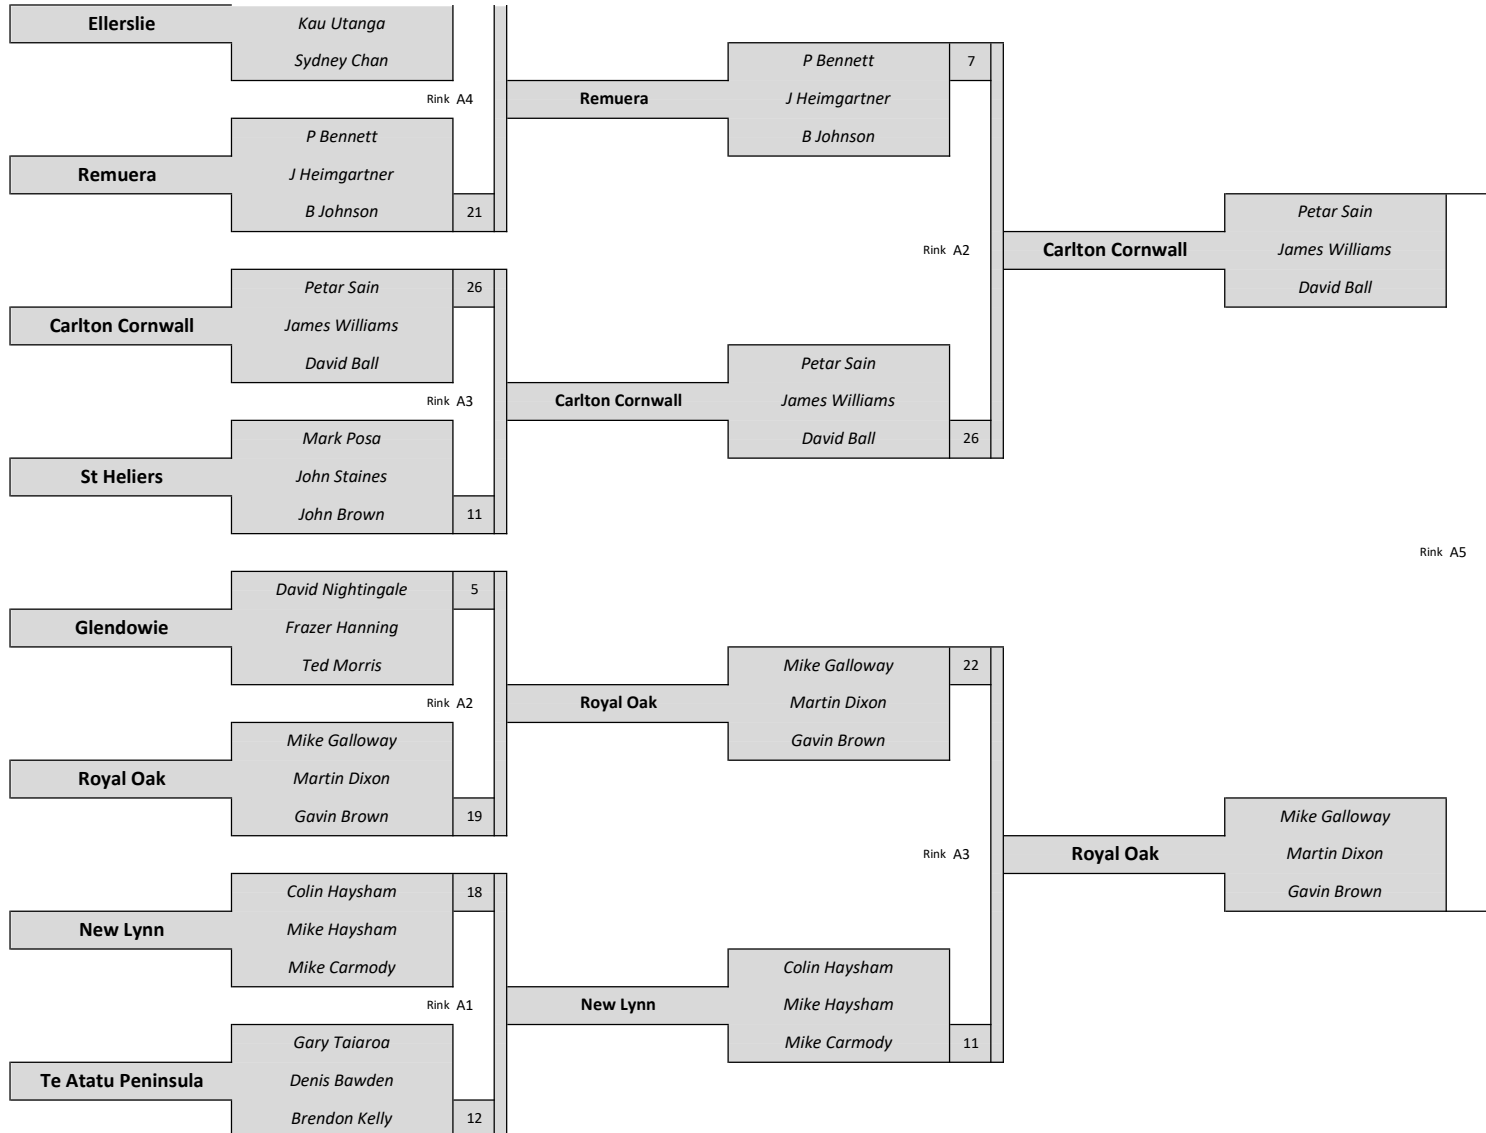 Ellerslie
Kau Utanga
Sydney Chan
Rink A4
Remuera
P Bennett
J Heimgartner
B Johnson
21
Carlton Cornwall
Petar Sain
James Williams
David Ball
26
Rink A3
St Heliers
Mark Posa
John Staines
John Brown
11
Glendowie
David Nightingale
Frazer Hanning
Ted Morris
5
Rink A2
Royal Oak
Mike Galloway
Martin Dixon
Gavin Brown
19
New Lynn
Colin Haysham
Mike Haysham
Mike Carmody
18
Rink A1
Te Atatu Peninsula
Gary Taiaroa
Denis Bawden
Brendon Kelly
12
Remuera
P Bennett
J Heimgartner
B Johnson
7
Rink A2
Carlton Cornwall
Petar Sain
James Williams
David Ball
26
Royal Oak
Mike Galloway
Martin Dixon
Gavin Brown
22
Rink A3
New Lynn
Colin Haysham
Mike Haysham
Mike Carmody
11
Carlton Cornwall
Petar Sain
James Williams
David Ball
Rink A5
Royal Oak
Mike Galloway
Martin Dixon
Gavin Brown